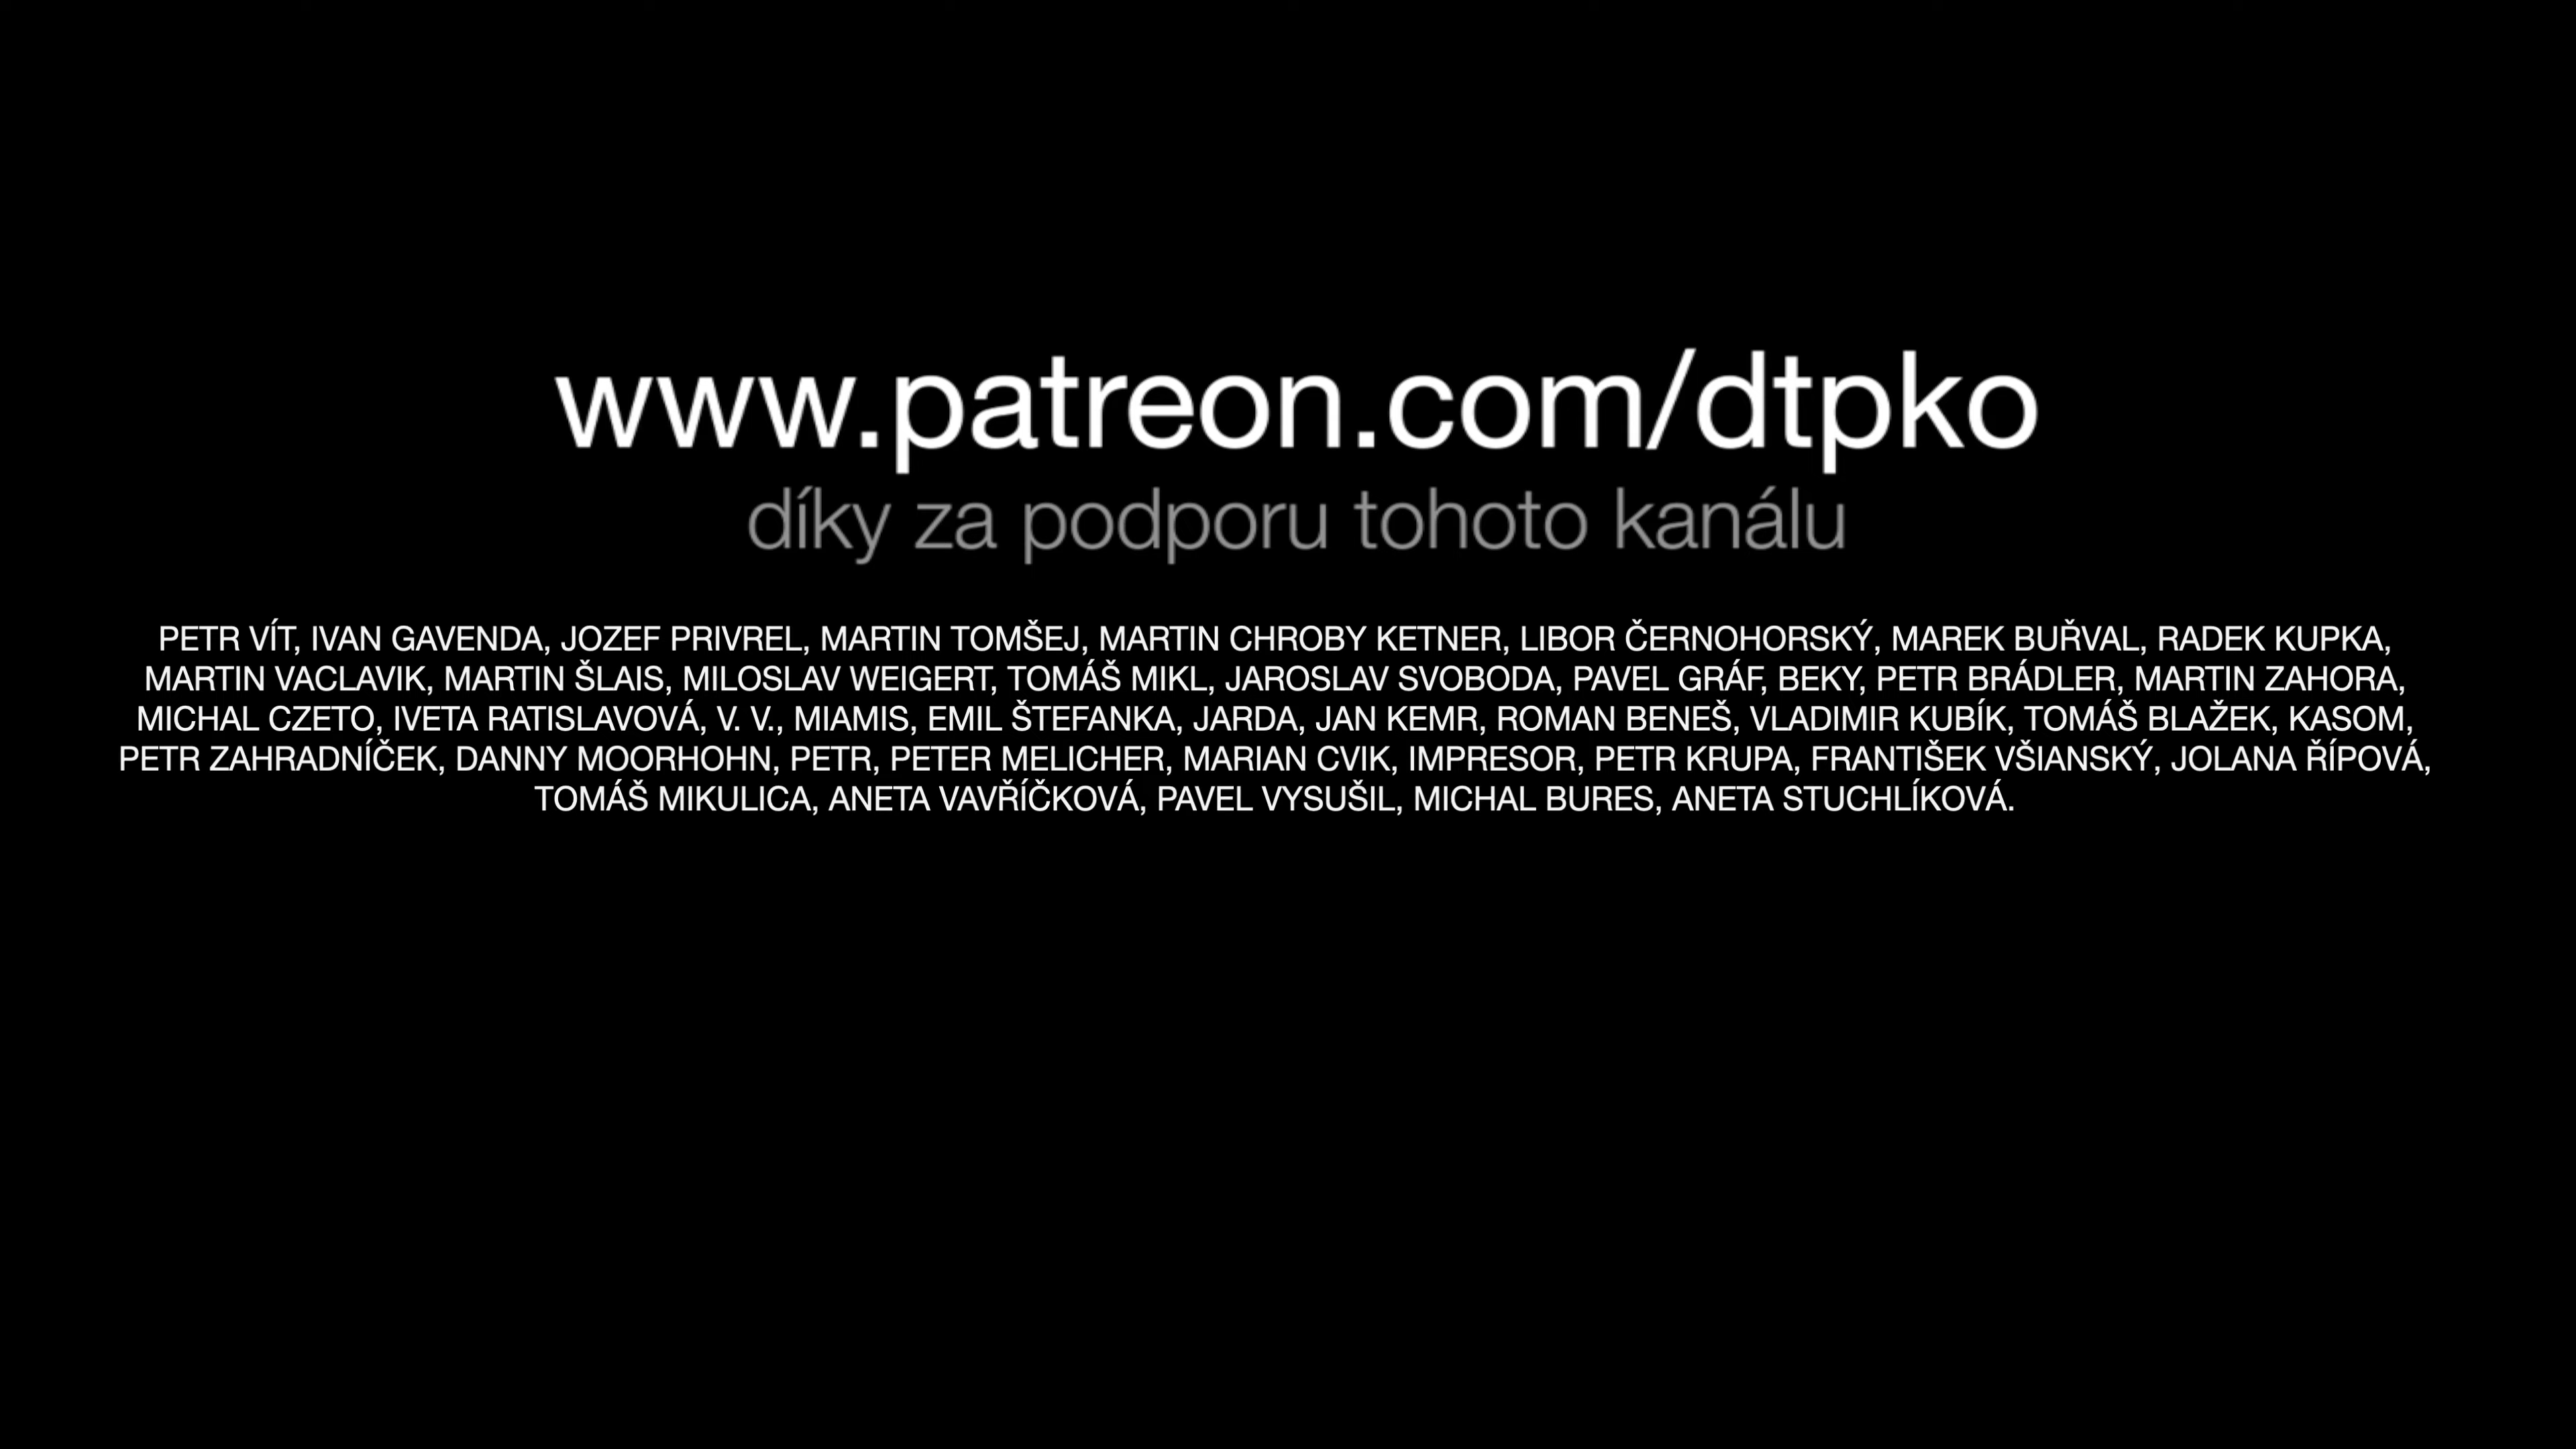 www.patreon.com/dtpko
díky za podporu tohoto kanálu
PETR VÍT, IVAN GAVENDA, JOZEF PRIVREL, MARTIN TOMŠEJ, MARTIN CHROBY KETNER, LIBOR ČERNOHORSKÝ, MAREK BUŘVAL, RADEK KUPKA,
MARTIN VACLAVIK, MARTIN ŠLAIS, MILOSLAV WEIGERT, TOMÁŠ MIKL, JAROSLAV SVOBODA, PAVEL GRÁF, BEKY, PETR BRÁDLER, MARTIN ZAHORA,
MICHAL CZETO, IVETA RATISLAVOVÁ, V. V., MIAMIS, EMIL ŠTEFANKA, JARDA, JAN KEMR, ROMAN BENEŠ, VLADIMIR KUBÍK, TOMÁŠ BLAŽEK, KASOM,
PETR ZAHRADNÍČEK, DANNY MOORHOHN, PETR, PETER MELICHER, MARIAN CVIK, IMPRESOR, PETR KRUPA, FRANTIŠEK VŠIANSKÝ, JOLANA ŘÍPOVÁ,
TOMÁŠ MIKULICA, ANETA VAVŘÍČKOVÁ, PAVEL VYSUŠIL, MICHAL BURES, ANETA STUCHLÍKOVÁ.